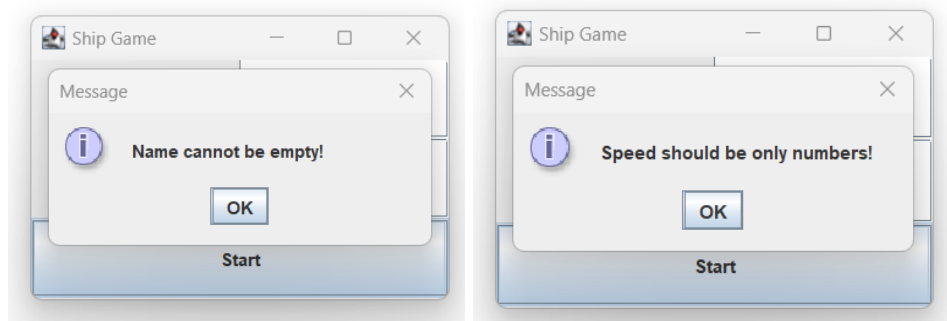 Ship Game
Message
Name cannot be empty!
OK
Start
Ship Game
Message
Speed should be only numbers!
OK
Start